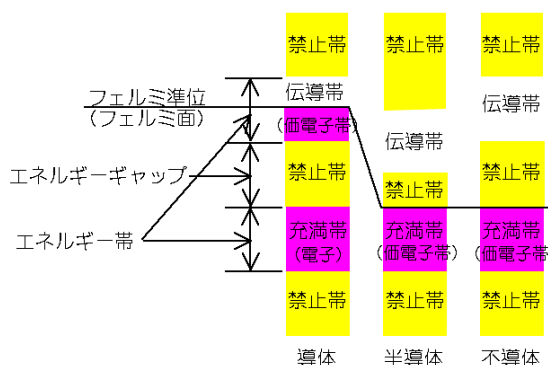 禁止帯
禁止帯
禁止帯
伝導帯
フェルミ準位
(フェルミ面)
(価電子帯)
伝導帯
伝導帯
エネルギーギャップ
禁止帯
禁止帯
禁止帯
エネルギー帯
充満帯
(電子)
充満帯
(価電子帯)
充満帯
(価電子帯
禁止帯
禁止帯
禁止帯
導体
半導体
不導体